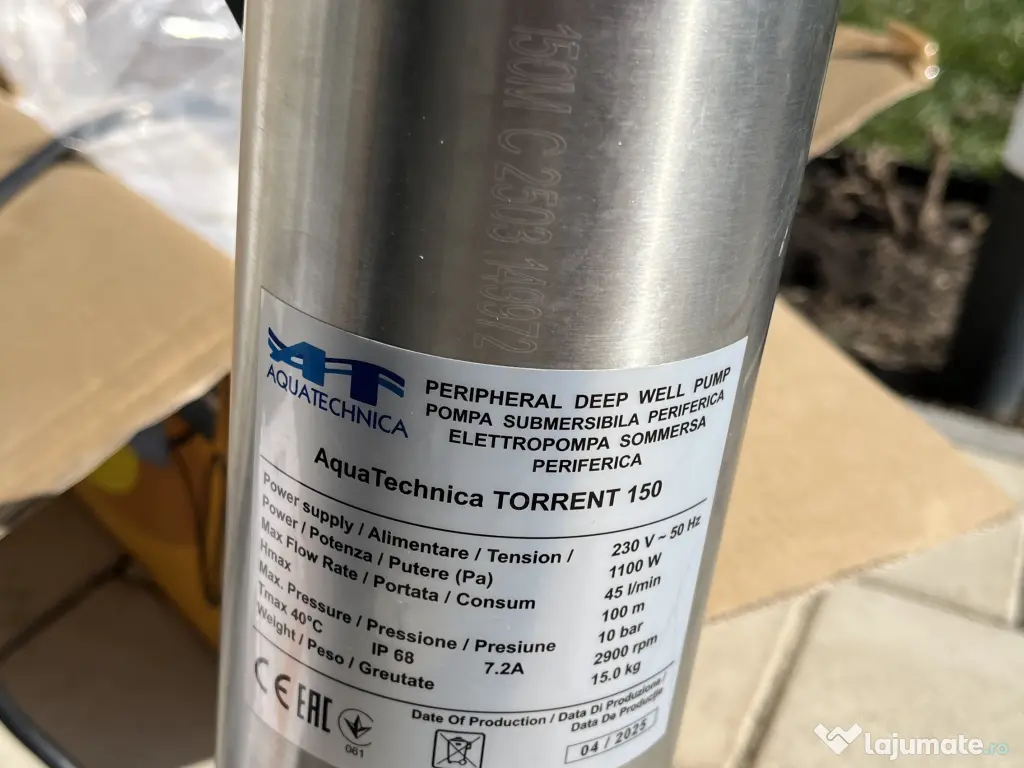 150M C 2503 149972
AQUATECHNICA
PERIPHERAL DEEP WELL PUMP
POMPA SUBMERSIBILA PERIFERICA
ELETTROPOMPA SOMMERSA
PERIFERICA
AquaTechnica TORRENT 150
Power supply / Alimentare / Tension / 230 V ~ 50 Hz
Power / Potenza / Putere (Pa) 1100 W
Max Flow Rate / Portata / Consum 45 l/min
Hmax 100 m
Max. Pressure / Pressione / Presiune 10 bar
Tmax 40°C IP 68 7.2A 2900 rpm
Weight / Peso / Greutate 15.0 kg
CE EAC 061
Date Of Production / Data Di Produzione /
Data De Producție
04 / 2025
lajumate.ro